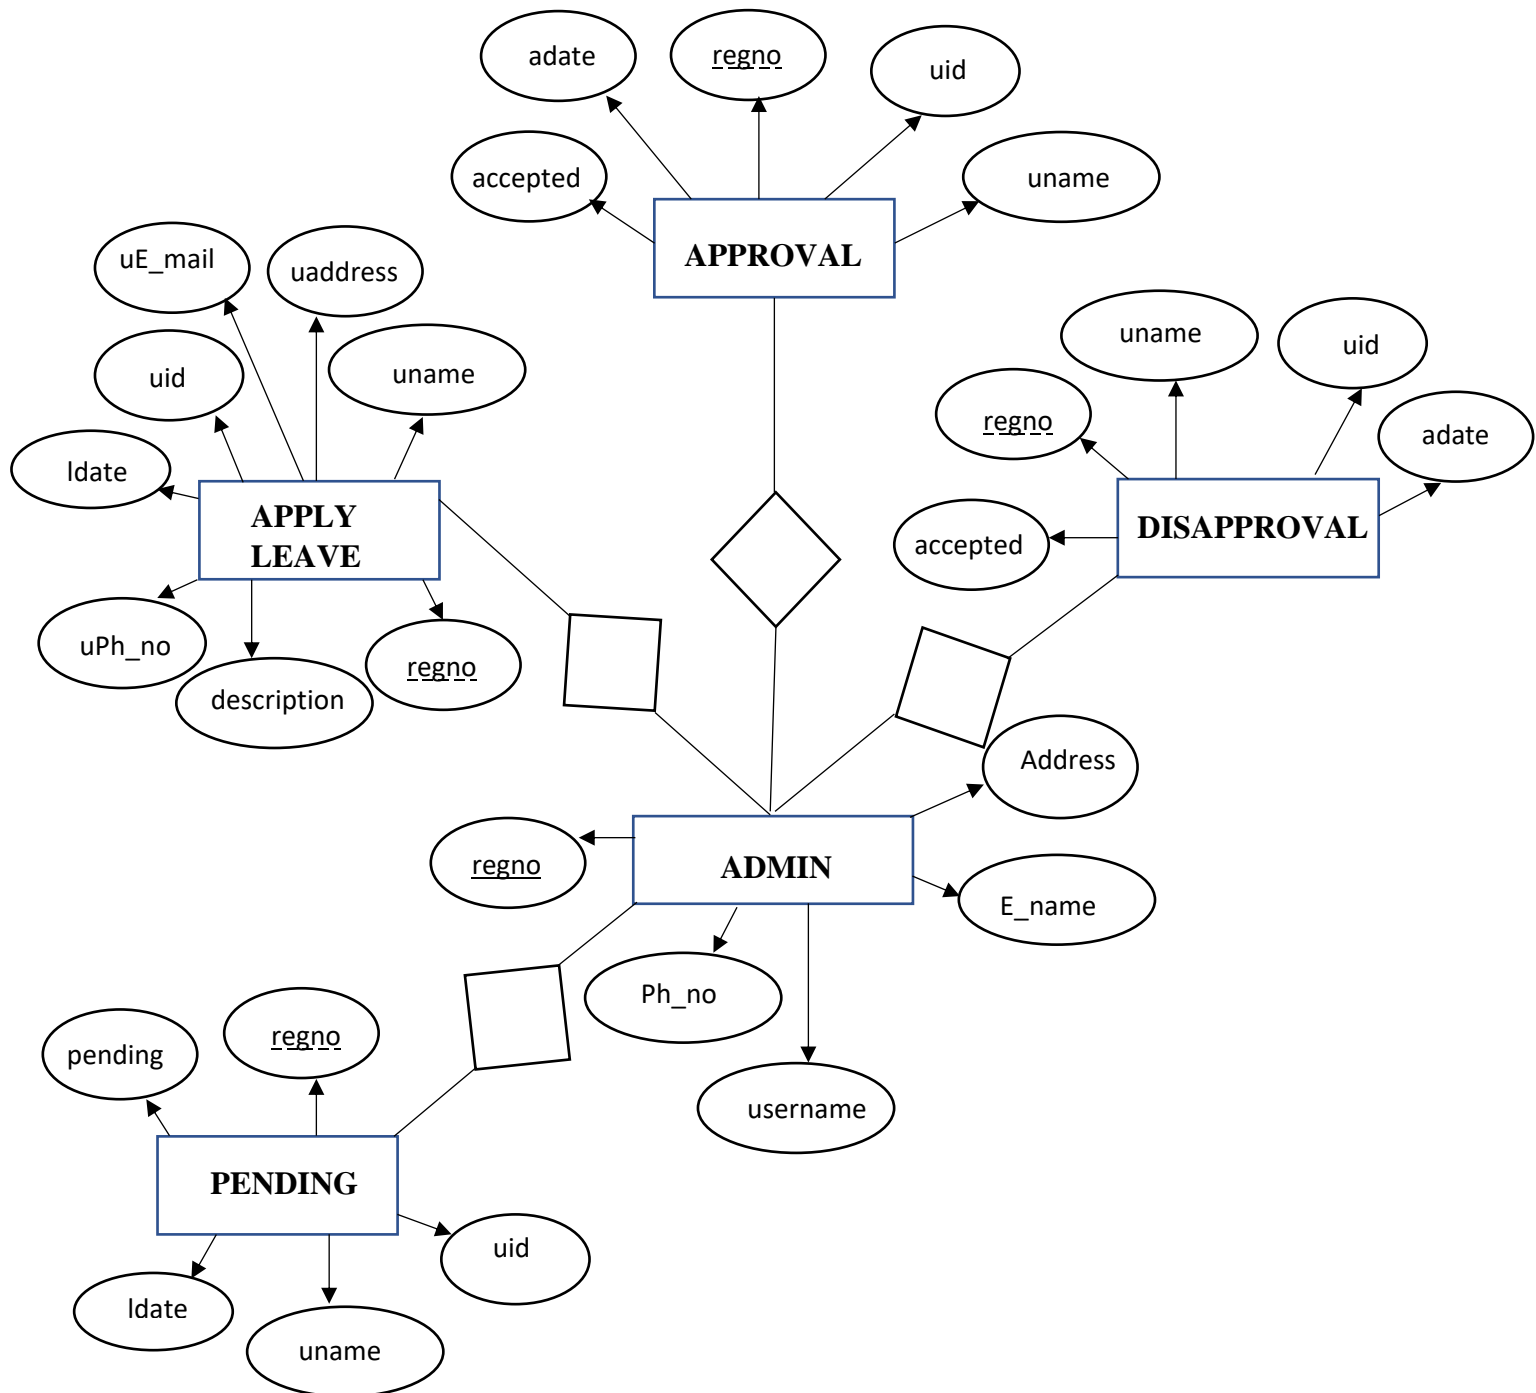 adate
regno
uid
accepted
uname
APPROVAL
uE_mail
uaddress
uid
uname
ldate
APPLY
LEAVE
uPh_no
description
regno
uname
uid
regno
adate
accepted
DISAPPROVAL
Address
regno
ADMIN
E_name
Ph_no
username
pending
regno
PENDING
uid
ldate
uname